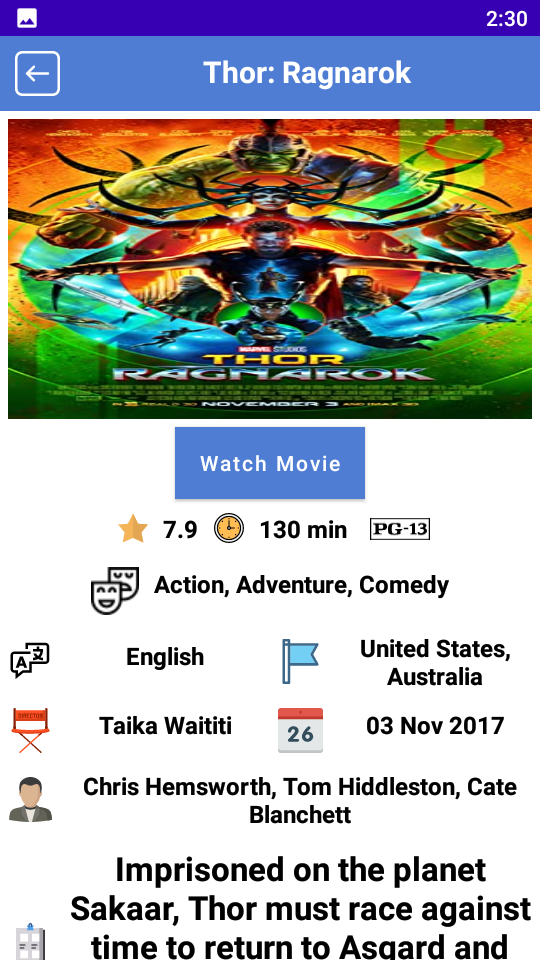 2:30
Thor: Ragnarok
MARVEL STUDIOS
THOR
RAGNAROK
NOVEMBER 3
Watch Movie
7.9 130 min PG-13
Action, Adventure, Comedy
A English
United States,
Australia
DIRECTOR
Taika Waititi
26 03 Nov 2017
Chris Hemsworth, Tom Hiddleston, Cate
Blanchett
Imprisoned on the planet
Sakaar, Thor must race against
time to return to Asgard and